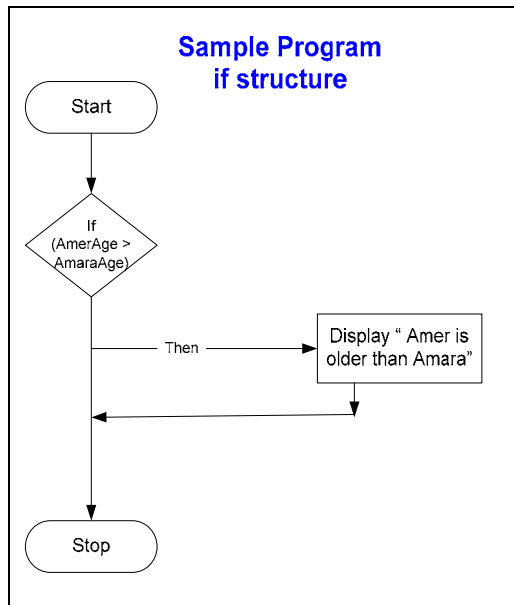 Sample Program
if structure
Start
If
(AmerAge >
AmaraAge)
Then
Display “ Amer is
older than Amara”
Stop